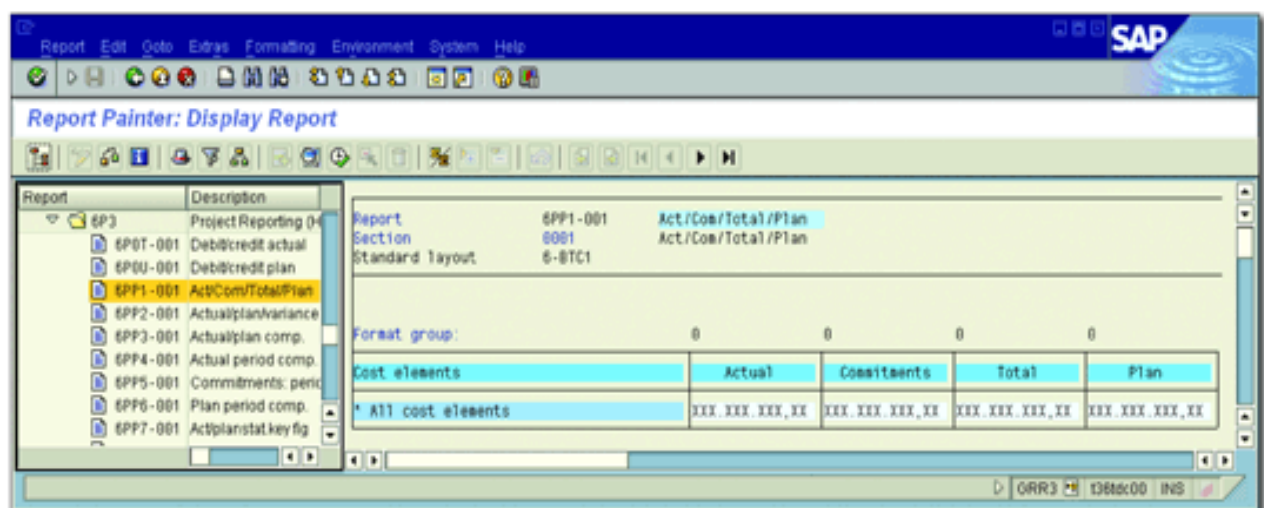 Report Edit Goto Extras Formatting Environment System Help
SAP
Report Painter: Display Report
Report Description
6P3 Project Reporting (H
6P0T-001 Debit/credit actual
6P0U-001 Debit/credit plan
6PP1-001 Act/Com/Total/Plan
6PP2-001 Actual/plan/variance
6PP3-001 Actual/plan comp.
6PP4-001 Actual period comp.
6PP5-001 Commitments: peric
6PP6-001 Plan period comp.
6PP7-001 Act/planstat.key fig
Report 6PP1-001 Act/Com/Total/Plan
Section 0001 Act/Com/Total/Plan
Standard layout 6-BTC1
Format group: 0 0 0 0
Cost elements Actual Commitments Total Plan
* All cost elements XXX.XXX.XXX,XX XXX.XXX.XXX,XX XXX.XXX.XXX,XX XXX.XXX.XXX,XX
GRR3 INS